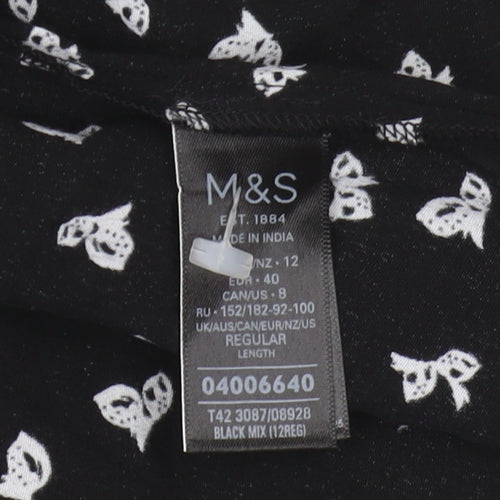 M&S
EST. 1884
MADE IN INDIA
/NZ · 12
EUR · 40
CAN/US · 8
RU · 152/182-92-100
UK/AUS/CAN/EUR/NZ/US
REGULAR
LENGTH
04006640
T42 3087/08928
BLACK MIX (12REG)